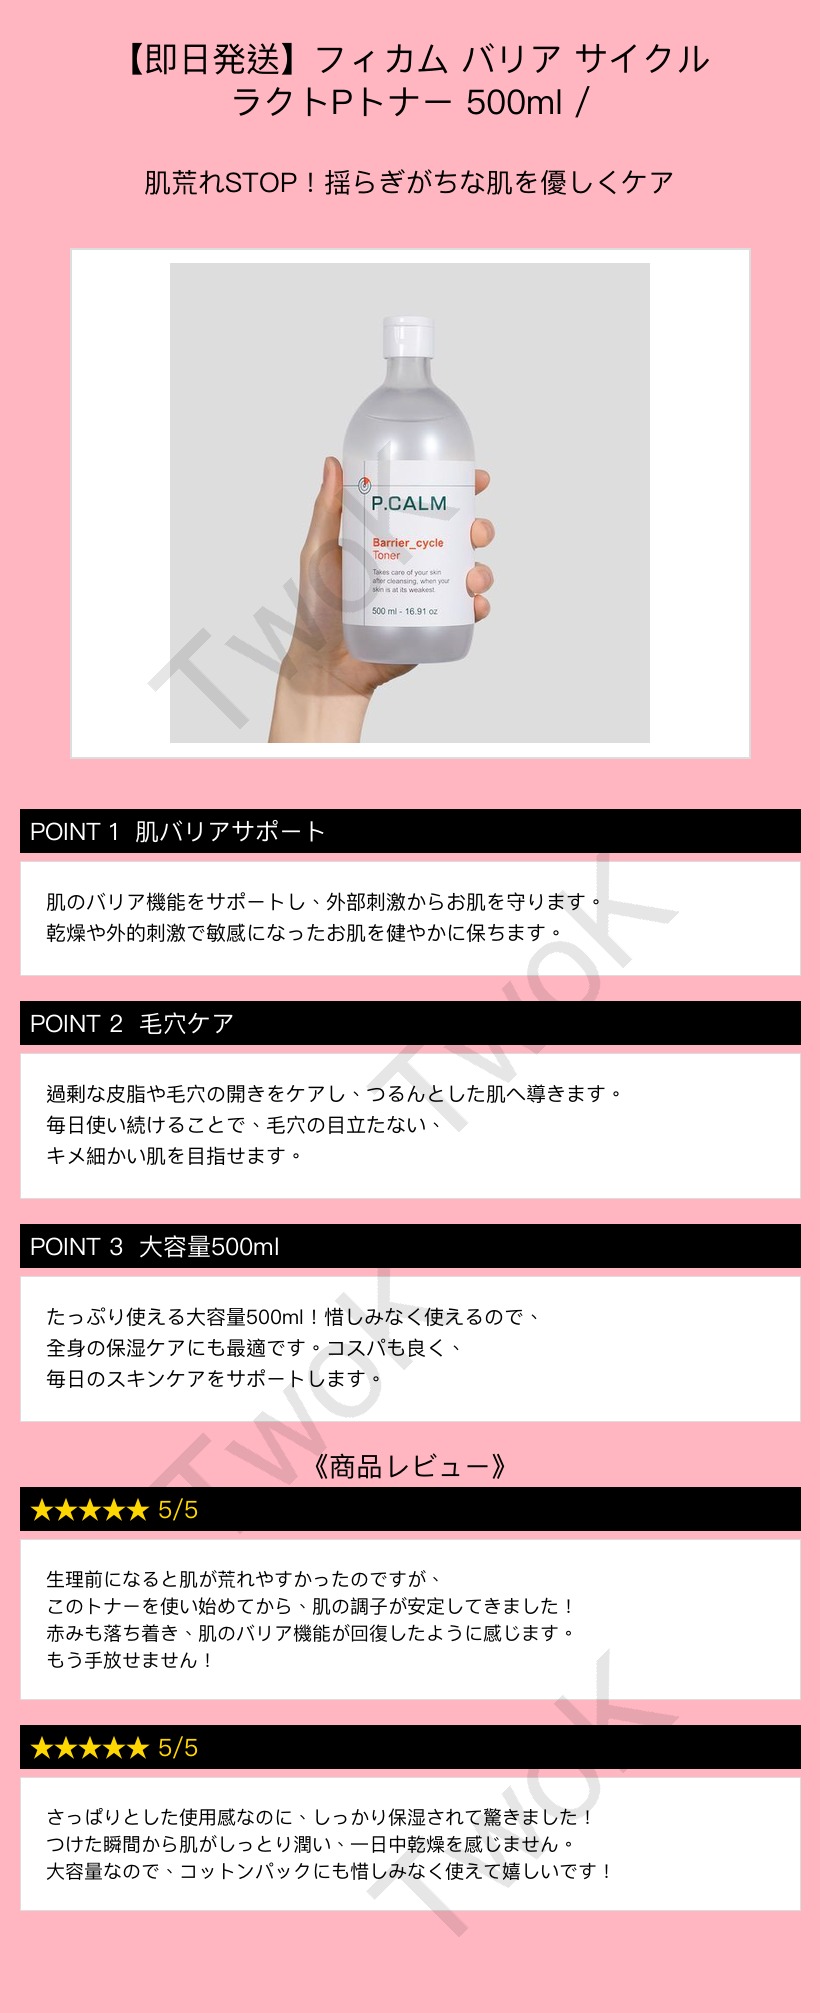 【即日発送】フィカム バリア サイクル
ラクトPトナー 500ml /
肌荒れSTOP！揺らぎがちな肌を優しくケア
P.CALM
Barrier_cycle
Toner
Takes care of your skin
after cleansing, when your
skin is at its weakest.
500 ml - 16.91 oz
TwoK
POINT 1 肌バリアサポート
肌のバリア機能をサポートし、外部刺激からお肌を守ります。
乾燥や外的刺激で敏感になったお肌を健やかに保ちます。
TwoK
POINT 2 毛穴ケア
過剰な皮脂や毛穴の開きをケアし、つるんとした肌へ導きます。
毎日使い続けることで、毛穴の目立たない、
キメ細かい肌を目指せます。
POINT 3 大容量500ml
たっぷり使える大容量500ml！惜しみなく使えるので、
全身の保湿ケアにも最適です。コスパも良く、
毎日のスキンケアをサポートします。
TwoK
《商品レビュー》
★★★★★ 5/5
生理前になると肌が荒れやすかったのですが、
このトナーを使い始めてから、肌の調子が安定してきました！
赤みも落ち着き、肌のバリア機能が回復したように感じます。
もう手放せません！
★★★★★ 5/5
さっぱりとした使用感なのに、しっかり保湿されて驚きました！
つけた瞬間から肌がしっとり潤い、一日中乾燥を感じません。
大容量なので、コットンパックにも惜しみなく使えて嬉しいです！
TwoK